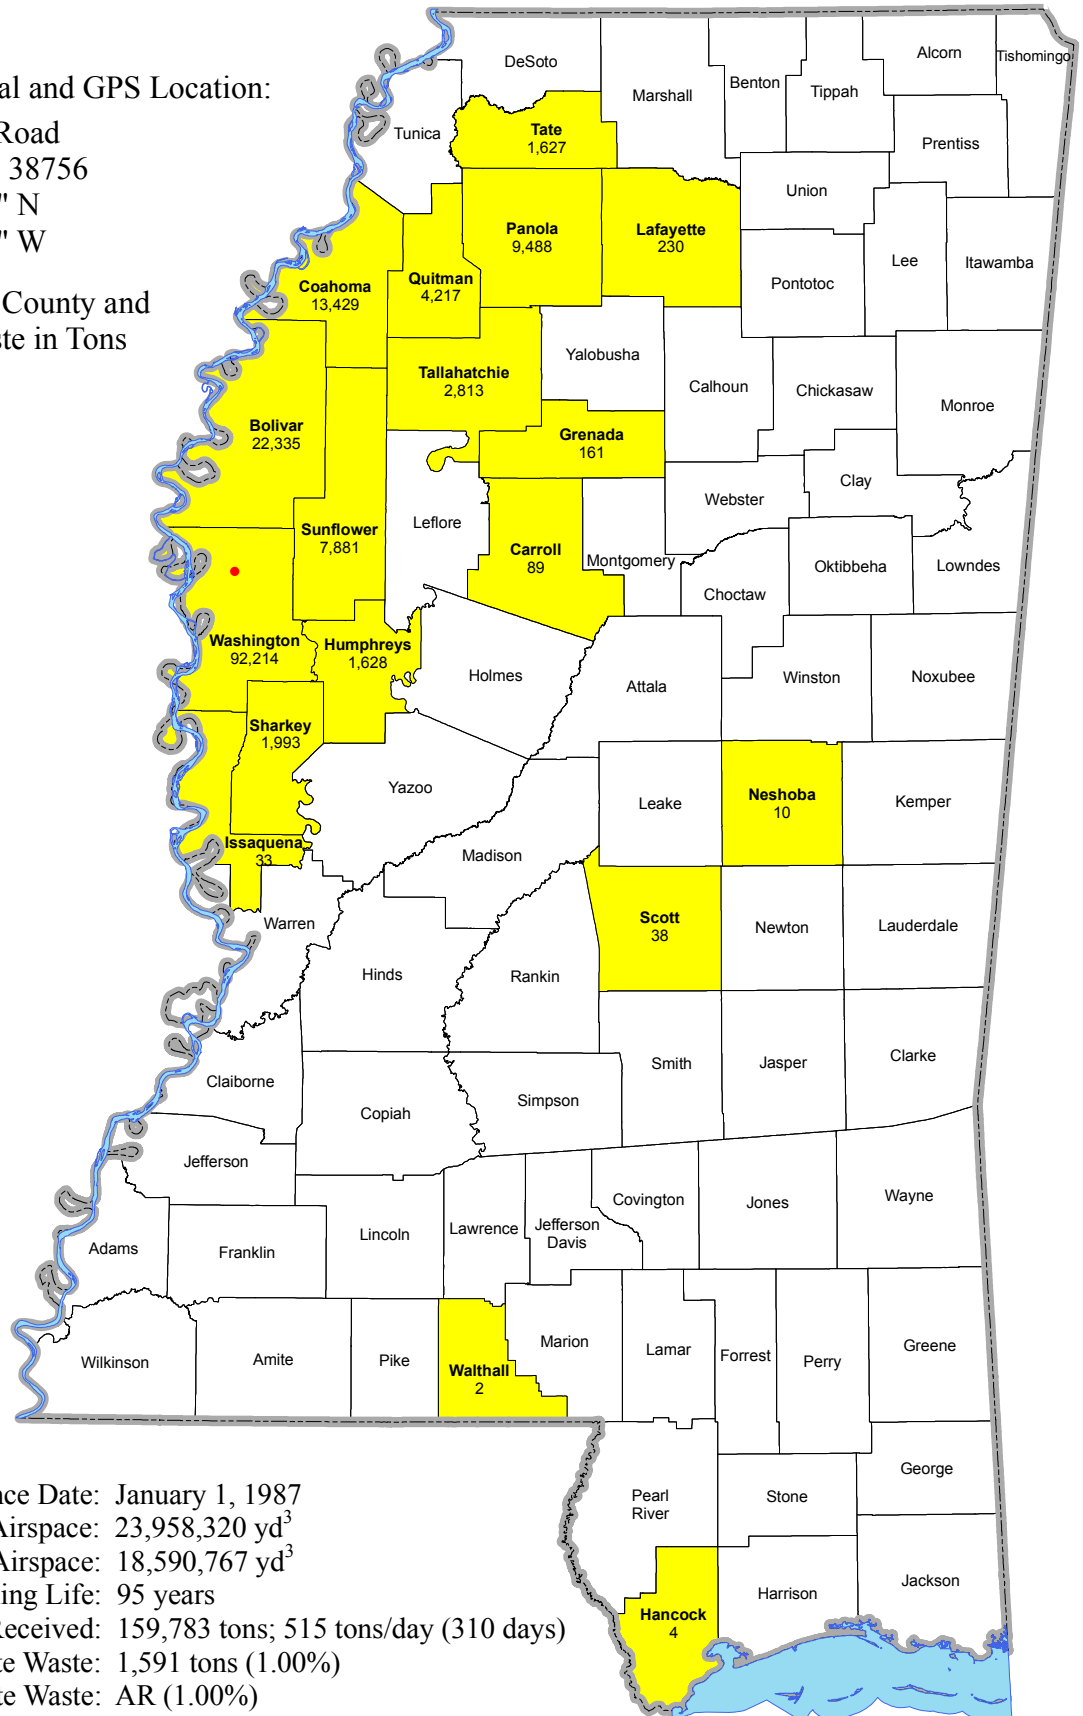 al and GPS Location:
Road
38756
" N
" W
County and
ste in Tons
DeSoto
Marshall
Benton
Tippah
Alcorn
Tishomingo
Tunica
Tate
1,627
Prentiss
Union
Panola
9,488
Lafayette
230
Lee
Itawamba
Pontotoc
Coahoma
13,429
Quitman
4,217
Yalobusha
Tallahatchie
2,813
Calhoun
Chickasaw
Monroe
Bolivar
22,335
Grenada
161
Clay
Webster
Leflore
Sunflower
7,881
Carroll
89
Montgomery
Oktibbeha
Lowndes
Choctaw
Washington
92,214
Humphreys
1,628
Holmes
Attala
Winston
Noxubee
Sharkey
1,993
Yazoo
Leake
Neshoba
10
Kemper
Issaquena
33
Madison
Warren
Scott
38
Newton
Lauderdale
Hinds
Rankin
Smith
Jasper
Clarke
Claiborne
Copiah
Simpson
Jefferson
Covington
Jones
Wayne
Lincoln
Lawrence
Jefferson
Davis
Adams
Franklin
Wilkinson
Amite
Pike
Walthall
2
Marion
Lamar
Forrest
Perry
Greene
George
Pearl
River
Stone
Harrison
Jackson
Hancock
4
nce Date: January 1, 1987
Airspace: 23,958,320 yd³
Airspace: 18,590,767 yd³
ing Life: 95 years
Received: 159,783 tons; 515 tons/day (310 days)
te Waste: 1,591 tons (1.00%)
te Waste: AR (1.00%)